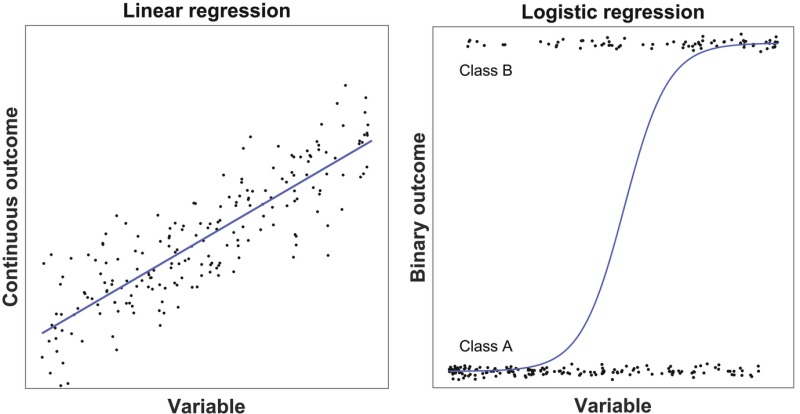 Linear regression
Continuous outcome
Variable
Logistic regression
Class B
Binary outcome
Class A
Variable